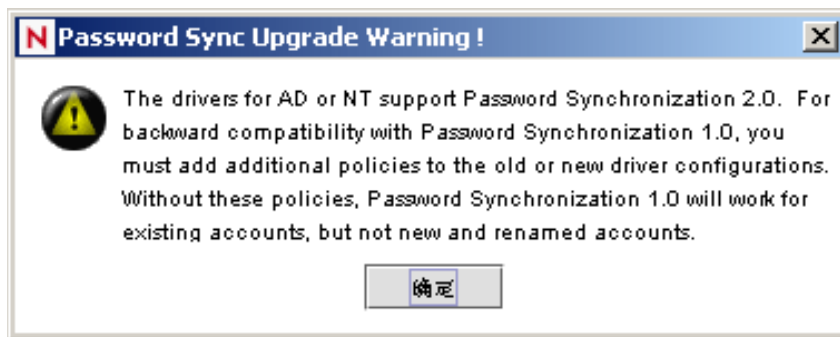 N Password Sync Upgrade Warning !
The drivers for AD or NT support Password Synchronization 2.0. For
backward compatibility with Password Synchronization 1.0, you
must add additional policies to the old or new driver configurations.
Without these policies, Password Synchronization 1.0 will work for
existing accounts, but not new and renamed accounts.
确定